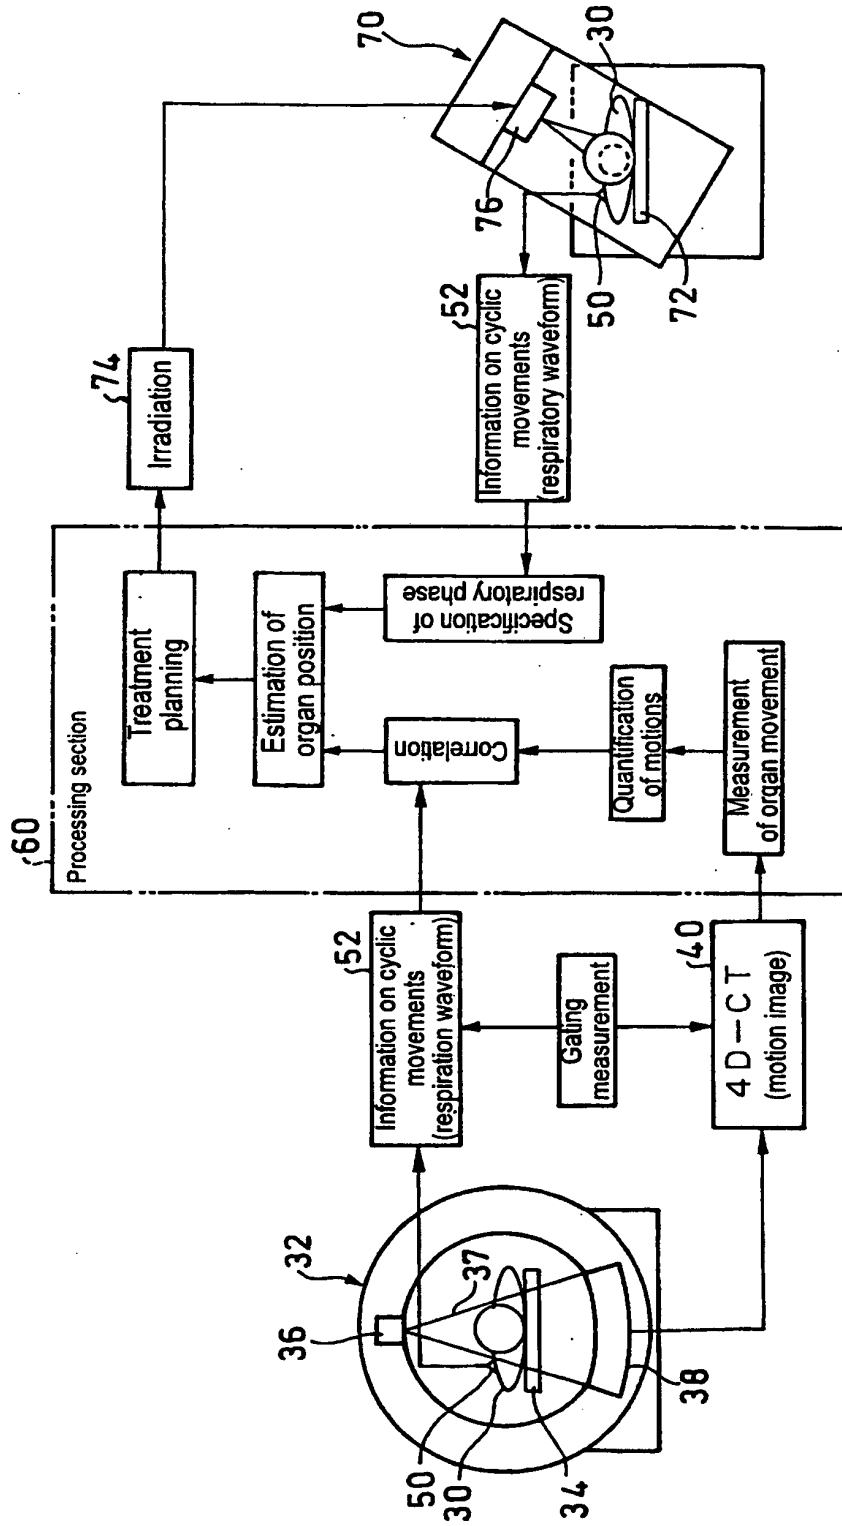 60
Processing section
Treatment
planning
Estimation of
organ position
Correlation
Specification of
respiratory phase
Quantification
of motions
Measurement
of organ movement
74
Irradiation
52
Information on cyclic
movements
(respiratory waveform)
70
30
76
50
72
52
Information on cyclic
movements
(respiration waveform)
Gating
measurement
40
4D-CT
(motion image)
32
36
37
50
30
34
38